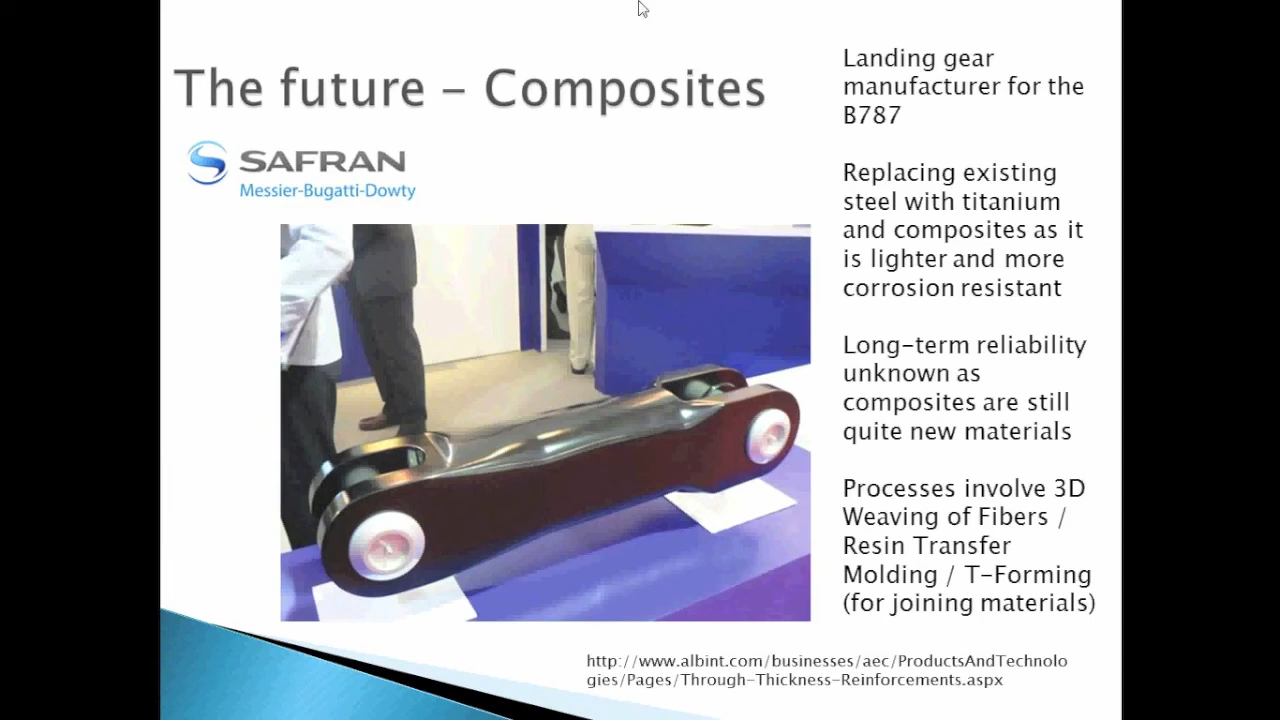 The future – Composites
SAFRAN
Messier-Bugatti-Dowty
Landing gear
manufacturer for the
B787
Replacing existing
steel with titanium
and composites as it
is lighter and more
corrosion resistant
Long-term reliability
unknown as
composites are still
quite new materials
Processes involve 3D
Weaving of Fibers /
Resin Transfer
Molding / T-Forming
(for joining materials)
http://www.albint.com/businesses/aec/ProductsAndTechnolo
gies/Pages/Through-Thickness-Reinforcements.aspx